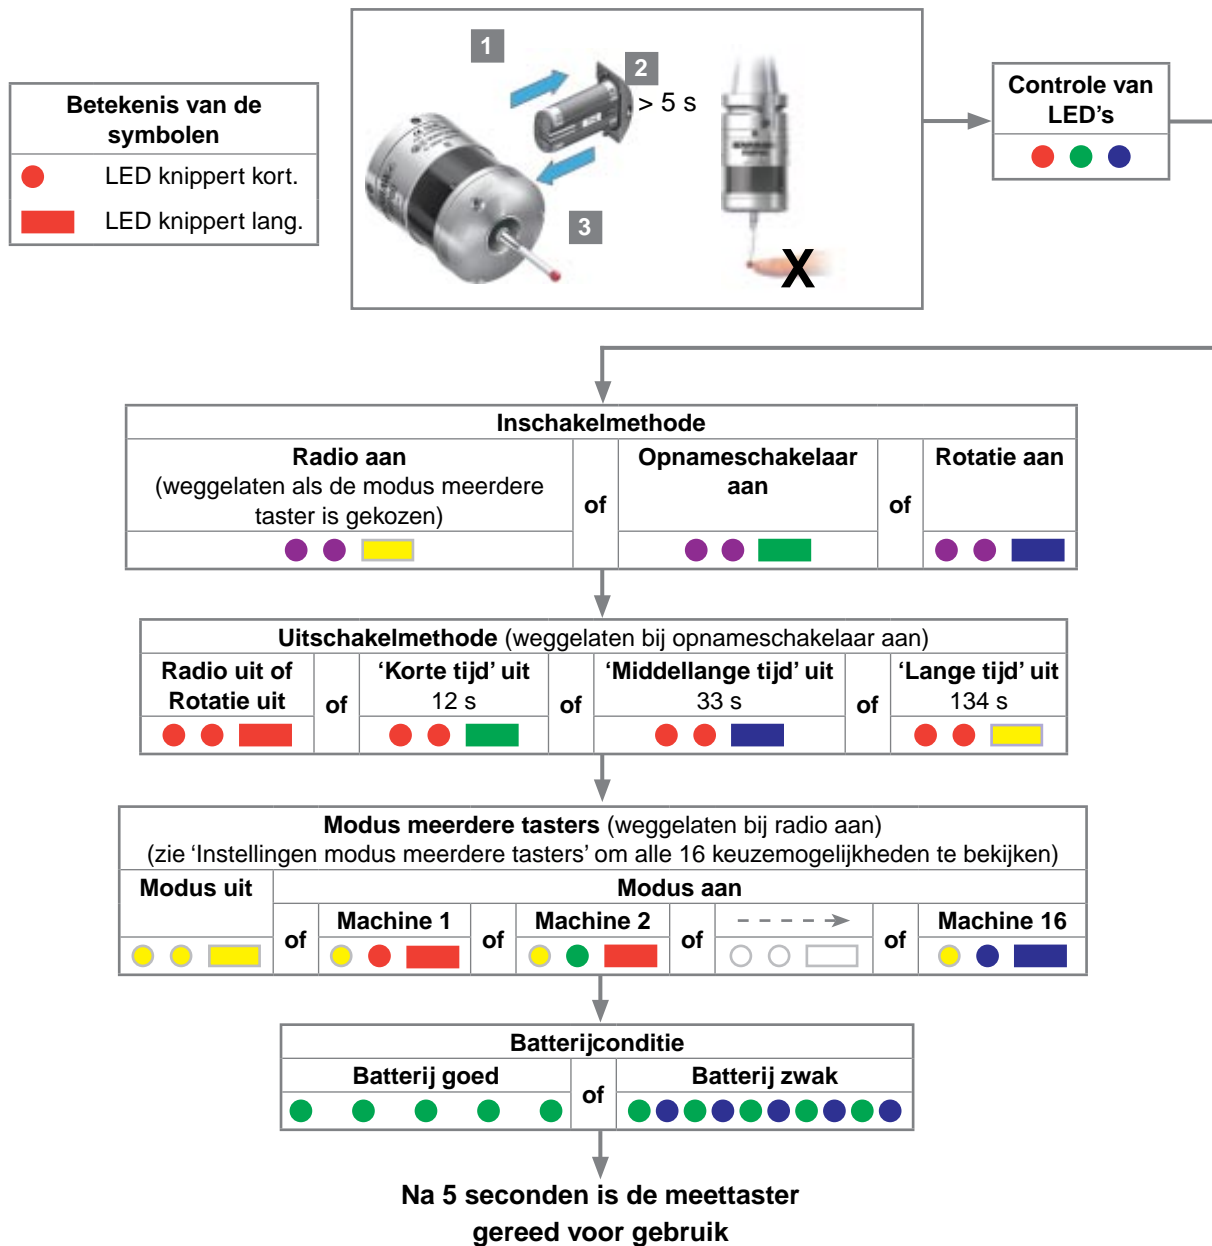 1
2
> 5 s
3
X
Betekenis van de
symbolen
LED knippert kort.
LED knippert lang.
Controle van
LED’s
Inschakelmethode
Radio aan
(weggelaten als de modus meerdere
taster is gekozen)
of
Opnameschakelaar
aan
of
Rotatie aan
Uitschakelmethode (weggelaten bij opnameschakelaar aan)
Radio uit of
Rotatie uit
of
‘Korte tijd’ uit
12 s
of
‘Middellange tijd’ uit
33 s
of
‘Lange tijd’ uit
134 s
Modus meerdere tasters (weggelaten bij radio aan)
(zie ‘Instellingen modus meerdere tasters’ om alle 16 keuzemogelijkheden te bekijken)
Modus uit
Modus aan
of
Machine 1
of
Machine 2
of
of
Machine 16
Batterijconditie
Batterij goed
of
Batterij zwak
Na 5 seconden is de meettaster
gereed voor gebruik